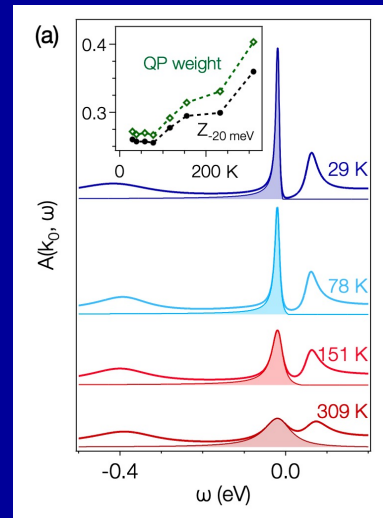 (a)
0.4
QP weight
0.3
Z-20 meV
0
200 K
29 K
78 K
151 K
309 K
A(k0, ω)
-0.4
0.0
ω (eV)